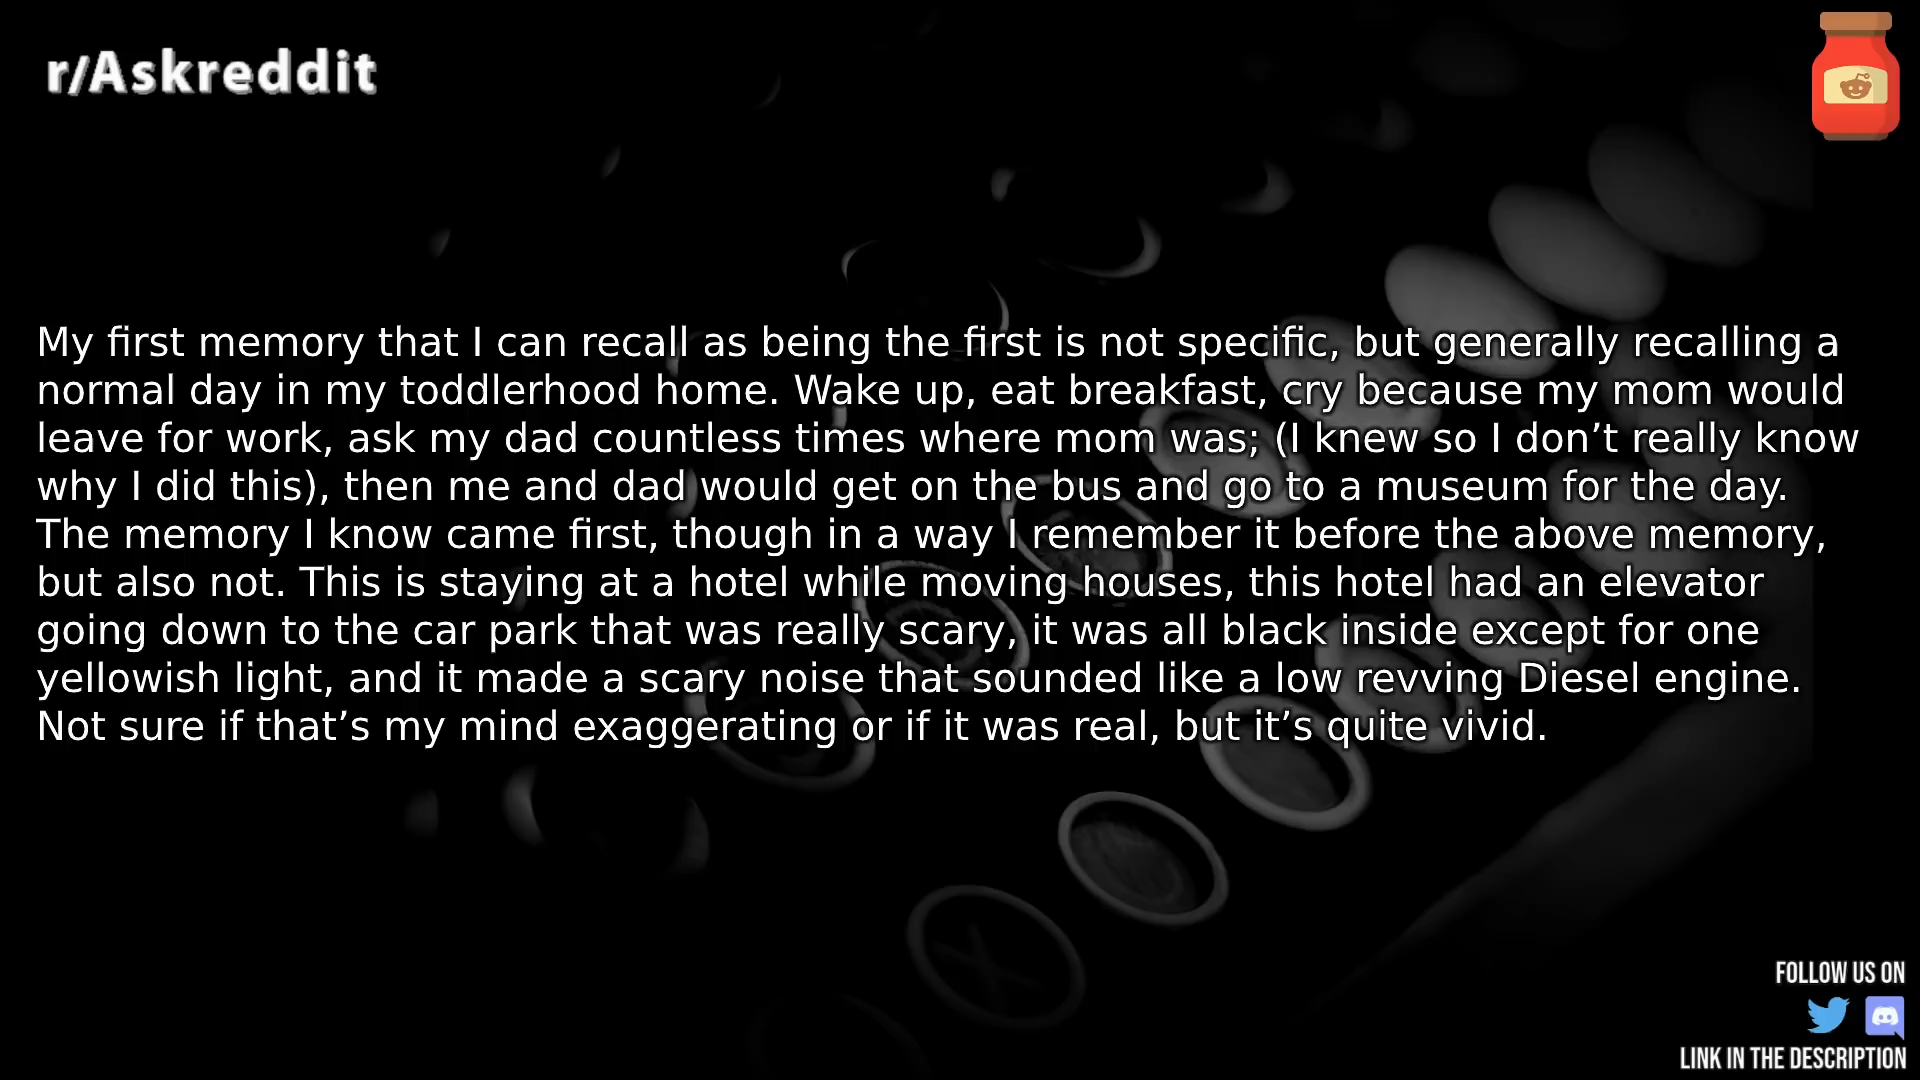 r/Askreddit
My first memory that I can recall as being the first is not specific, but generally recalling a
normal day in my toddlerhood home. Wake up, eat breakfast, cry because my mom would
leave for work, ask my dad countless times where mom was; (I knew so I don’t really know
why I did this), then me and dad would get on the bus and go to a museum for the day.
The memory I know came first, though in a way I remember it before the above memory,
but also not. This is staying at a hotel while moving houses, this hotel had an elevator
going down to the car park that was really scary, it was all black inside except for one
yellowish light, and it made a scary noise that sounded like a low revving Diesel engine.
Not sure if that’s my mind exaggerating or if it was real, but it’s quite vivid.
X
FOLLOW US ON
LINK IN THE DESCRIPTION